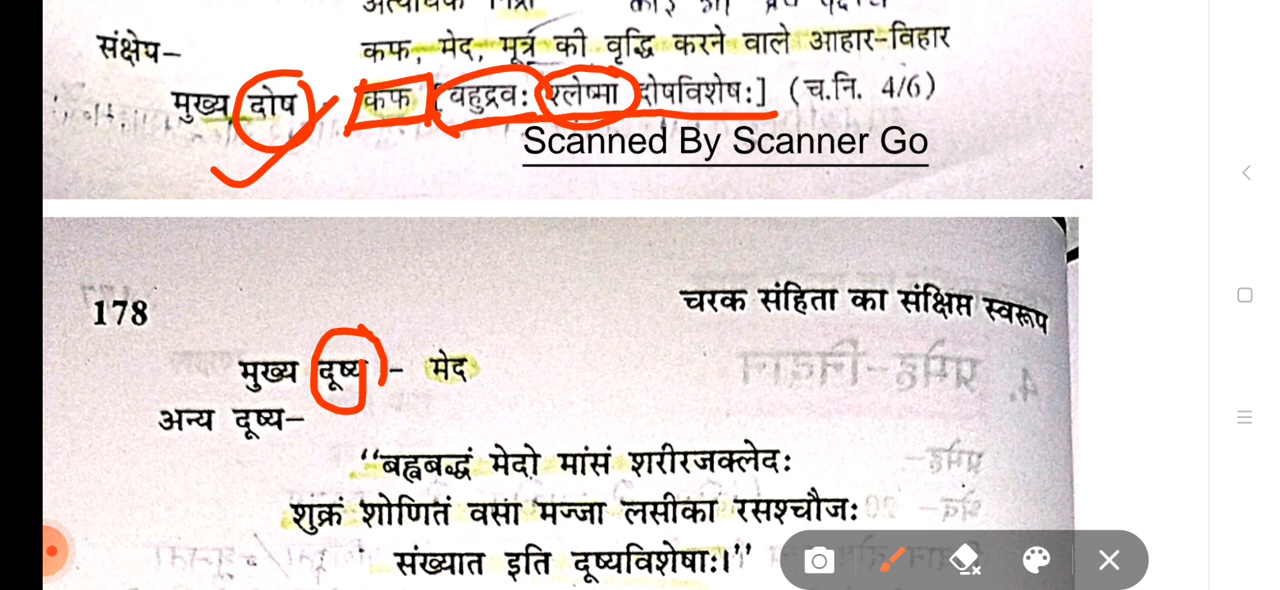 संक्षेप– कफ, मेद, मूत्र की वृद्धि करने वाले आहार-विहार
मुख्य दोष कफ [बहुद्रवः श्लेष्मा दोषविशेषः] (च.नि. 4/6)
Scanned By Scanner Go
178 चरक संहिता का संक्षिप्त स्वरूप
मुख्य दूष्य – मेद
अन्य दूष्य–
“बह्वबद्धं मेदो मांसं शरीरजक्लेदः
शुक्रं शोणितं वसा मज्जा लसीका रसश्चौजः
संख्यात इति दूष्यविशेषाः।”